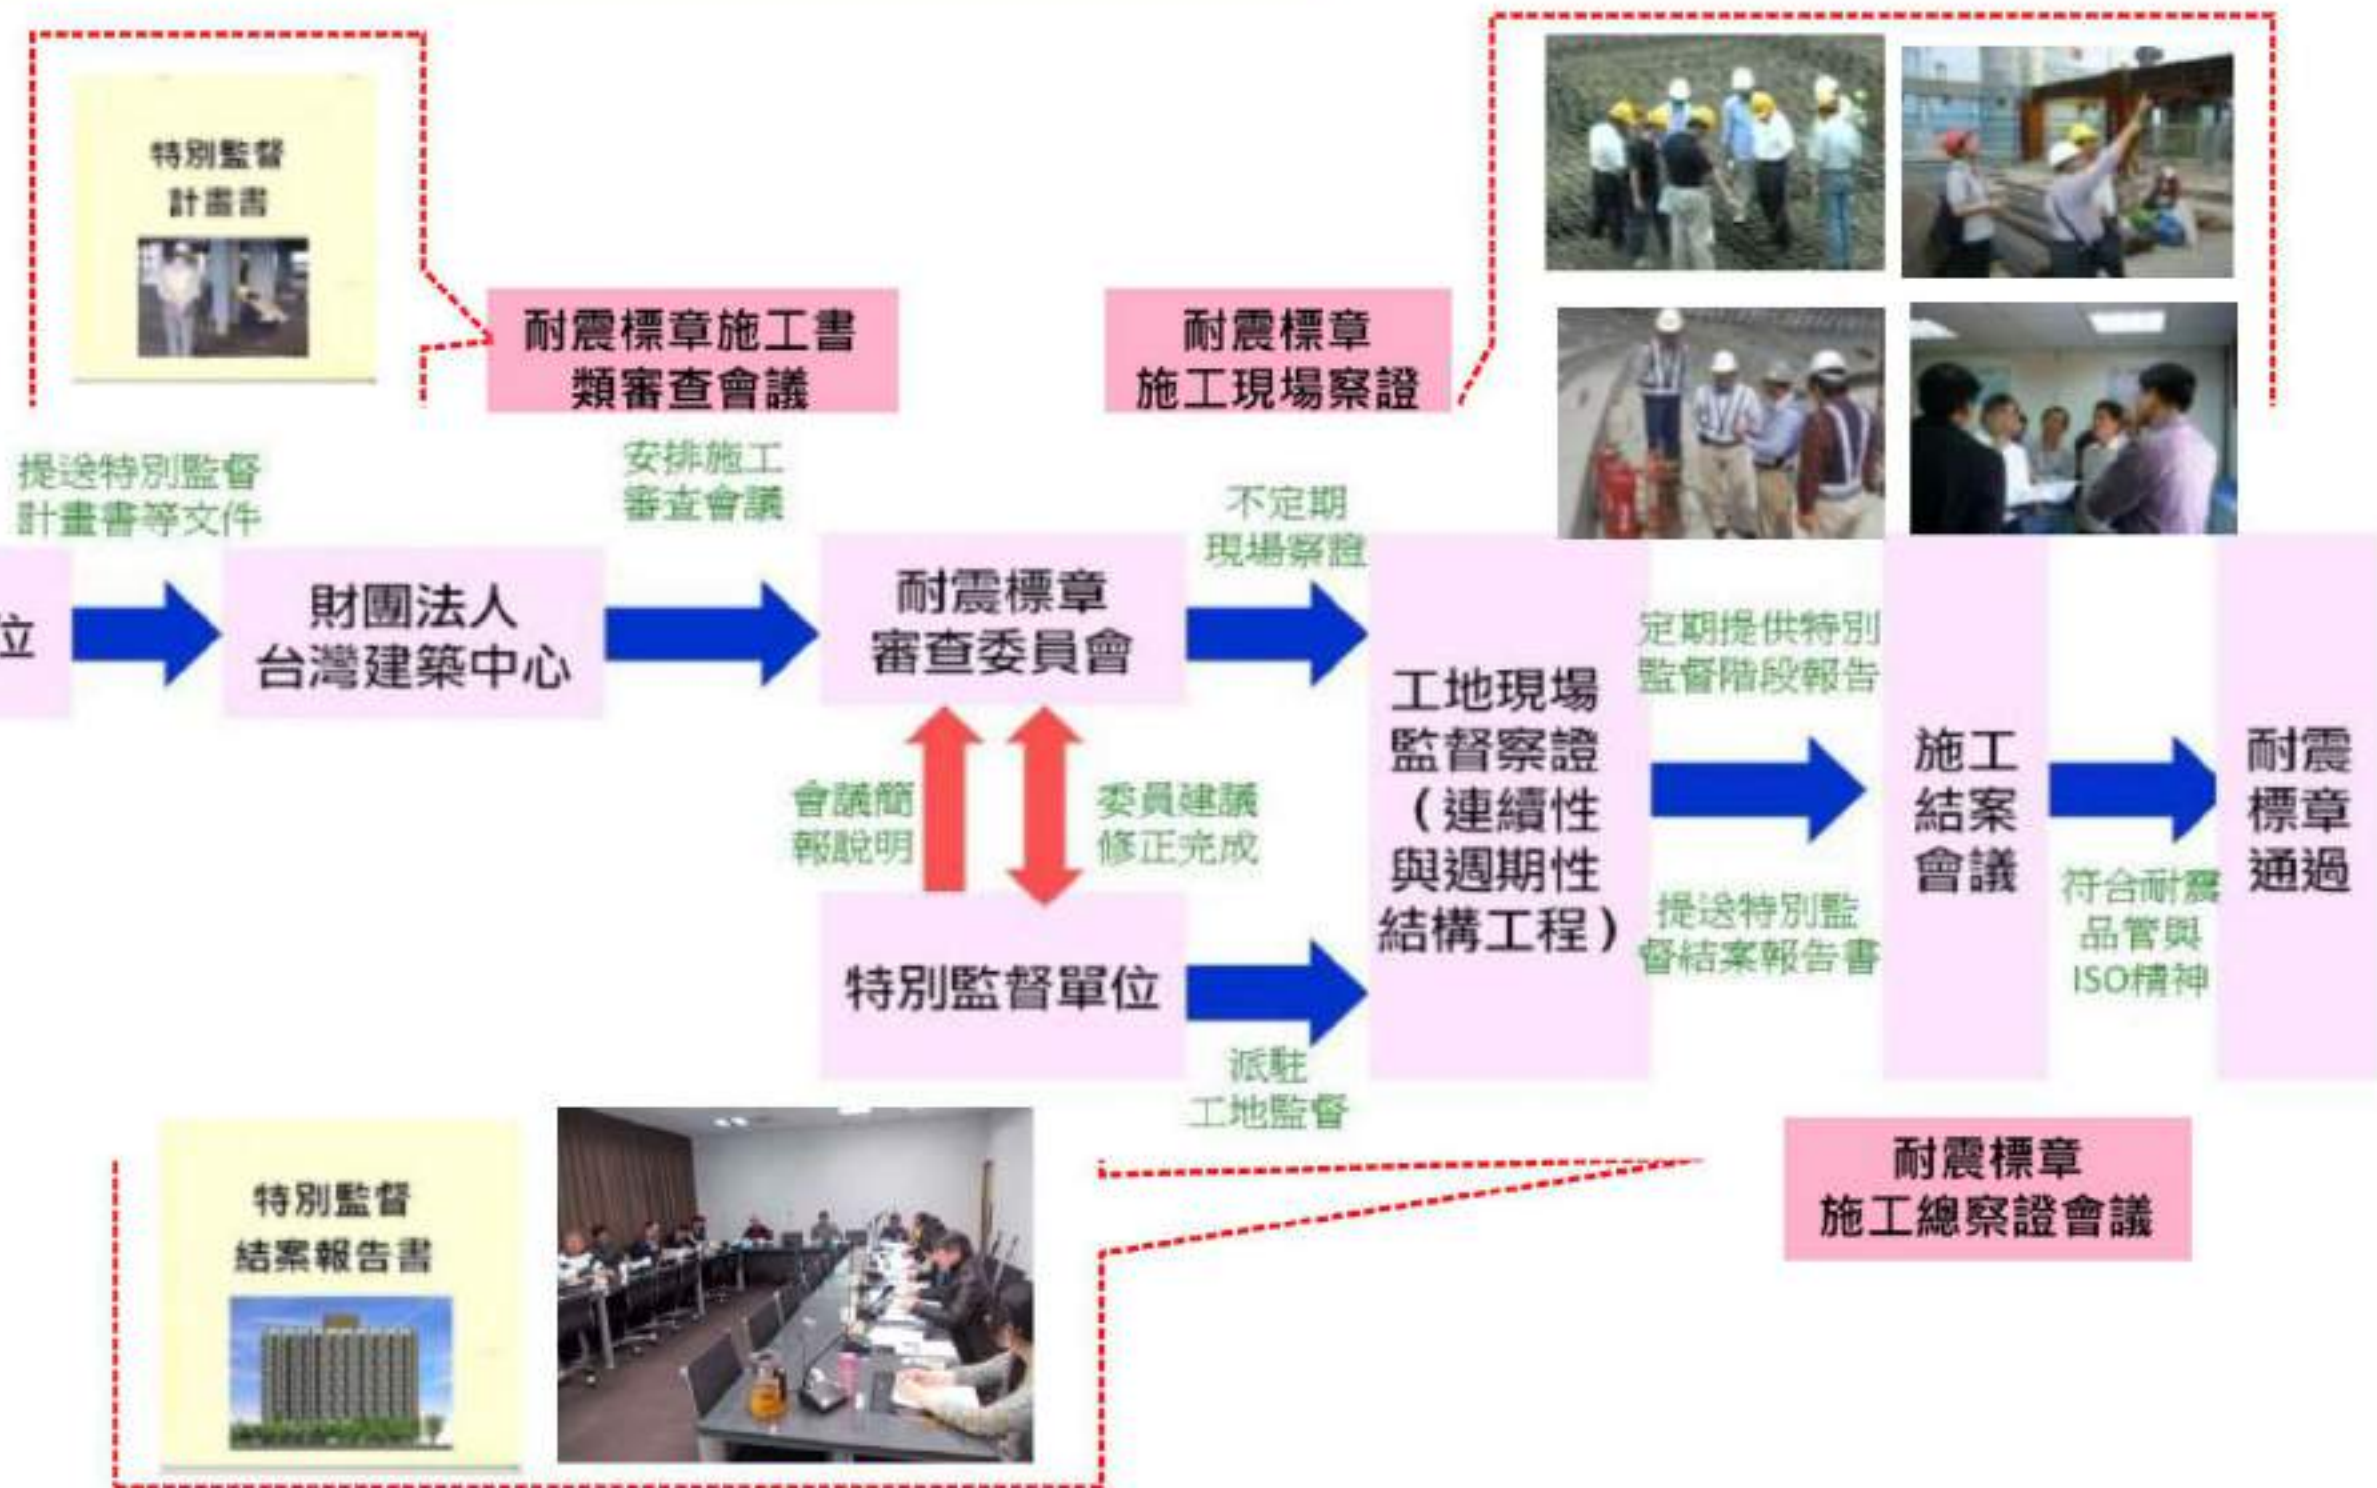 特別監督
計畫書
耐震標章施工書
類審查會議
耐震標章
施工現場察證
提送特別監督
計畫書等文件
安排施工
審查會議
不定期
現場察證
位
財團法人
台灣建築中心
耐震標章
審查委員會
工地現場
監督察證
（連續性
與週期性
結構工程）
定期提供特別
監督階段報告
提送特別監
督結案報告書
施工
結案
會議
符合耐震
品管與
ISO精神
耐震
標章
通過
會議簡
報說明
委員建議
修正完成
特別監督單位
派駐
工地監督
特別監督
結案報告書
耐震標章
施工總察證會議